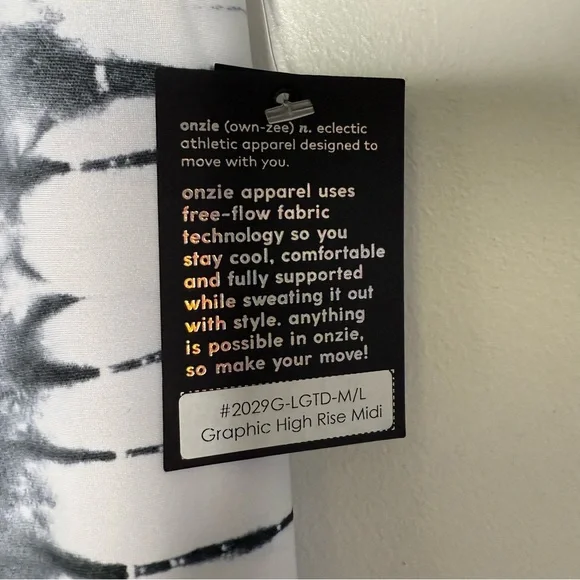 onzie (own-zee) n. eclectic
athletic apparel designed to
move with you.
onzie apparel uses
free-flow fabric
technology so you
stay cool, comfortable
and fully supported
while sweating it out
with style. anything
is possible in onzie,
so make your move!
#2029G-LGTD-M/L
Graphic High Rise Midi